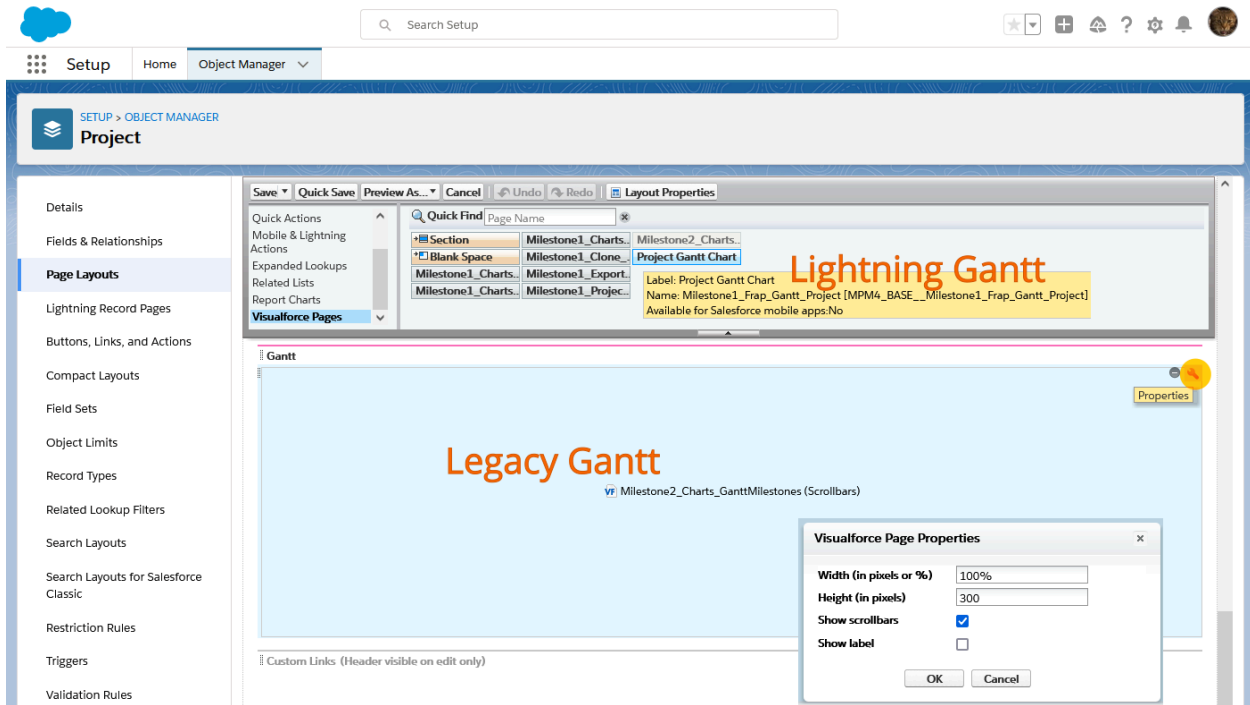 Search Setup
Setup
Home
Object Manager
SETUP > OBJECT MANAGER
Project
Details
Fields & Relationships
Page Layouts
Lightning Record Pages
Buttons, Links, and Actions
Compact Layouts
Field Sets
Object Limits
Record Types
Related Lookup Filters
Search Layouts
Search Layouts for Salesforce
Classic
Restriction Rules
Triggers
Validation Rules
Save Quick Save Preview As... Cancel Undo Redo Layout Properties
Quick Actions
Mobile & Lightning
Actions
Expanded Lookups
Related Lists
Report Charts
Visualforce Pages
Quick Find Page Name
Section Milestone1_Charts.. Milestone2_Charts..
Blank Space Milestone1_Clone_.. Project Gantt Chart
Milestone1_Charts.. Milestone1_Export..
Milestone1_Charts.. Milestone1_Projec..
Lightning Gantt
Label: Project Gantt Chart
Name: Milestone1_Frap_Gantt_Project [MPM4_BASE__Milestone1_Frap_Gantt_Project]
Available for Salesforce mobile apps:No
Gantt
Properties
Legacy Gantt
VF Milestone2_Charts_GanttMilestones (Scrollbars)
Visualforce Page Properties
Width (in pixels or %) 100%
Height (in pixels) 300
Show scrollbars
Show label
OK Cancel
Custom Links (Header visible on edit only)